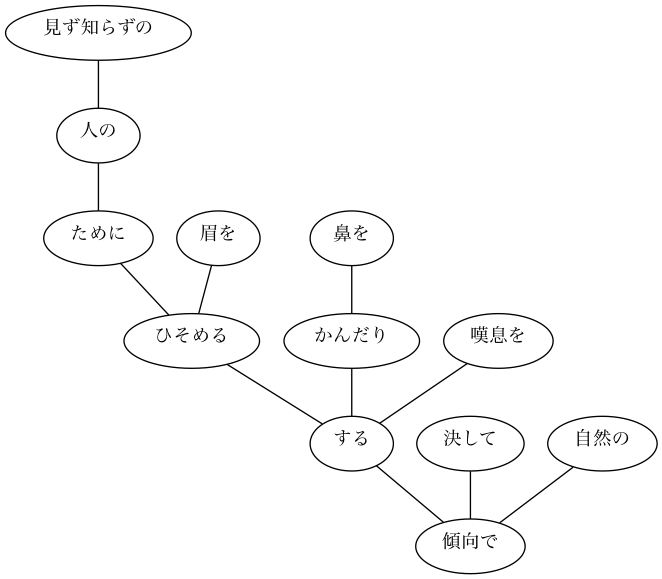 見ず知らずの
人の
ために
眉を
鼻を
ひそめる
かんだり
嘆息を
する
決して
自然の
傾向で